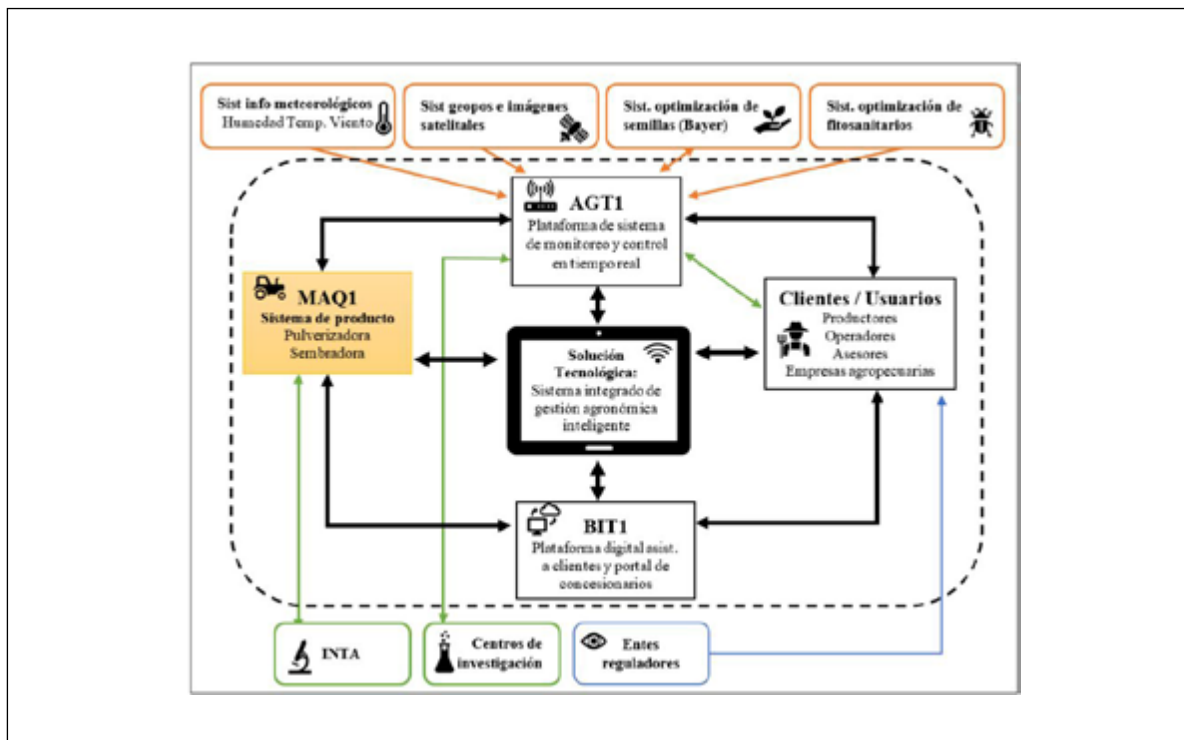 Sist info meteorológicos
Humedad Temp. Viento
Sist geopos e imágenes
satelitales
Sist. optimización de
semillas (Bayer)
Sist. optimización de
fitosanitarios
AGT1
Plataforma de sistema
de monitoreo y control
en tiempo real
MAQ1
Sistema de producto
Pulverizadora
Sembradora
Solución
Tecnológica:
Sistema integrado de
gestión agronómica
inteligente
Clientes / Usuarios
Productores
Operadores
Asesores
Empresas agropecuarias
BIT1
Plataforma digital asist.
a clientes y portal de
concesionarios
INTA
Centros de
investigación
Entes
reguladores